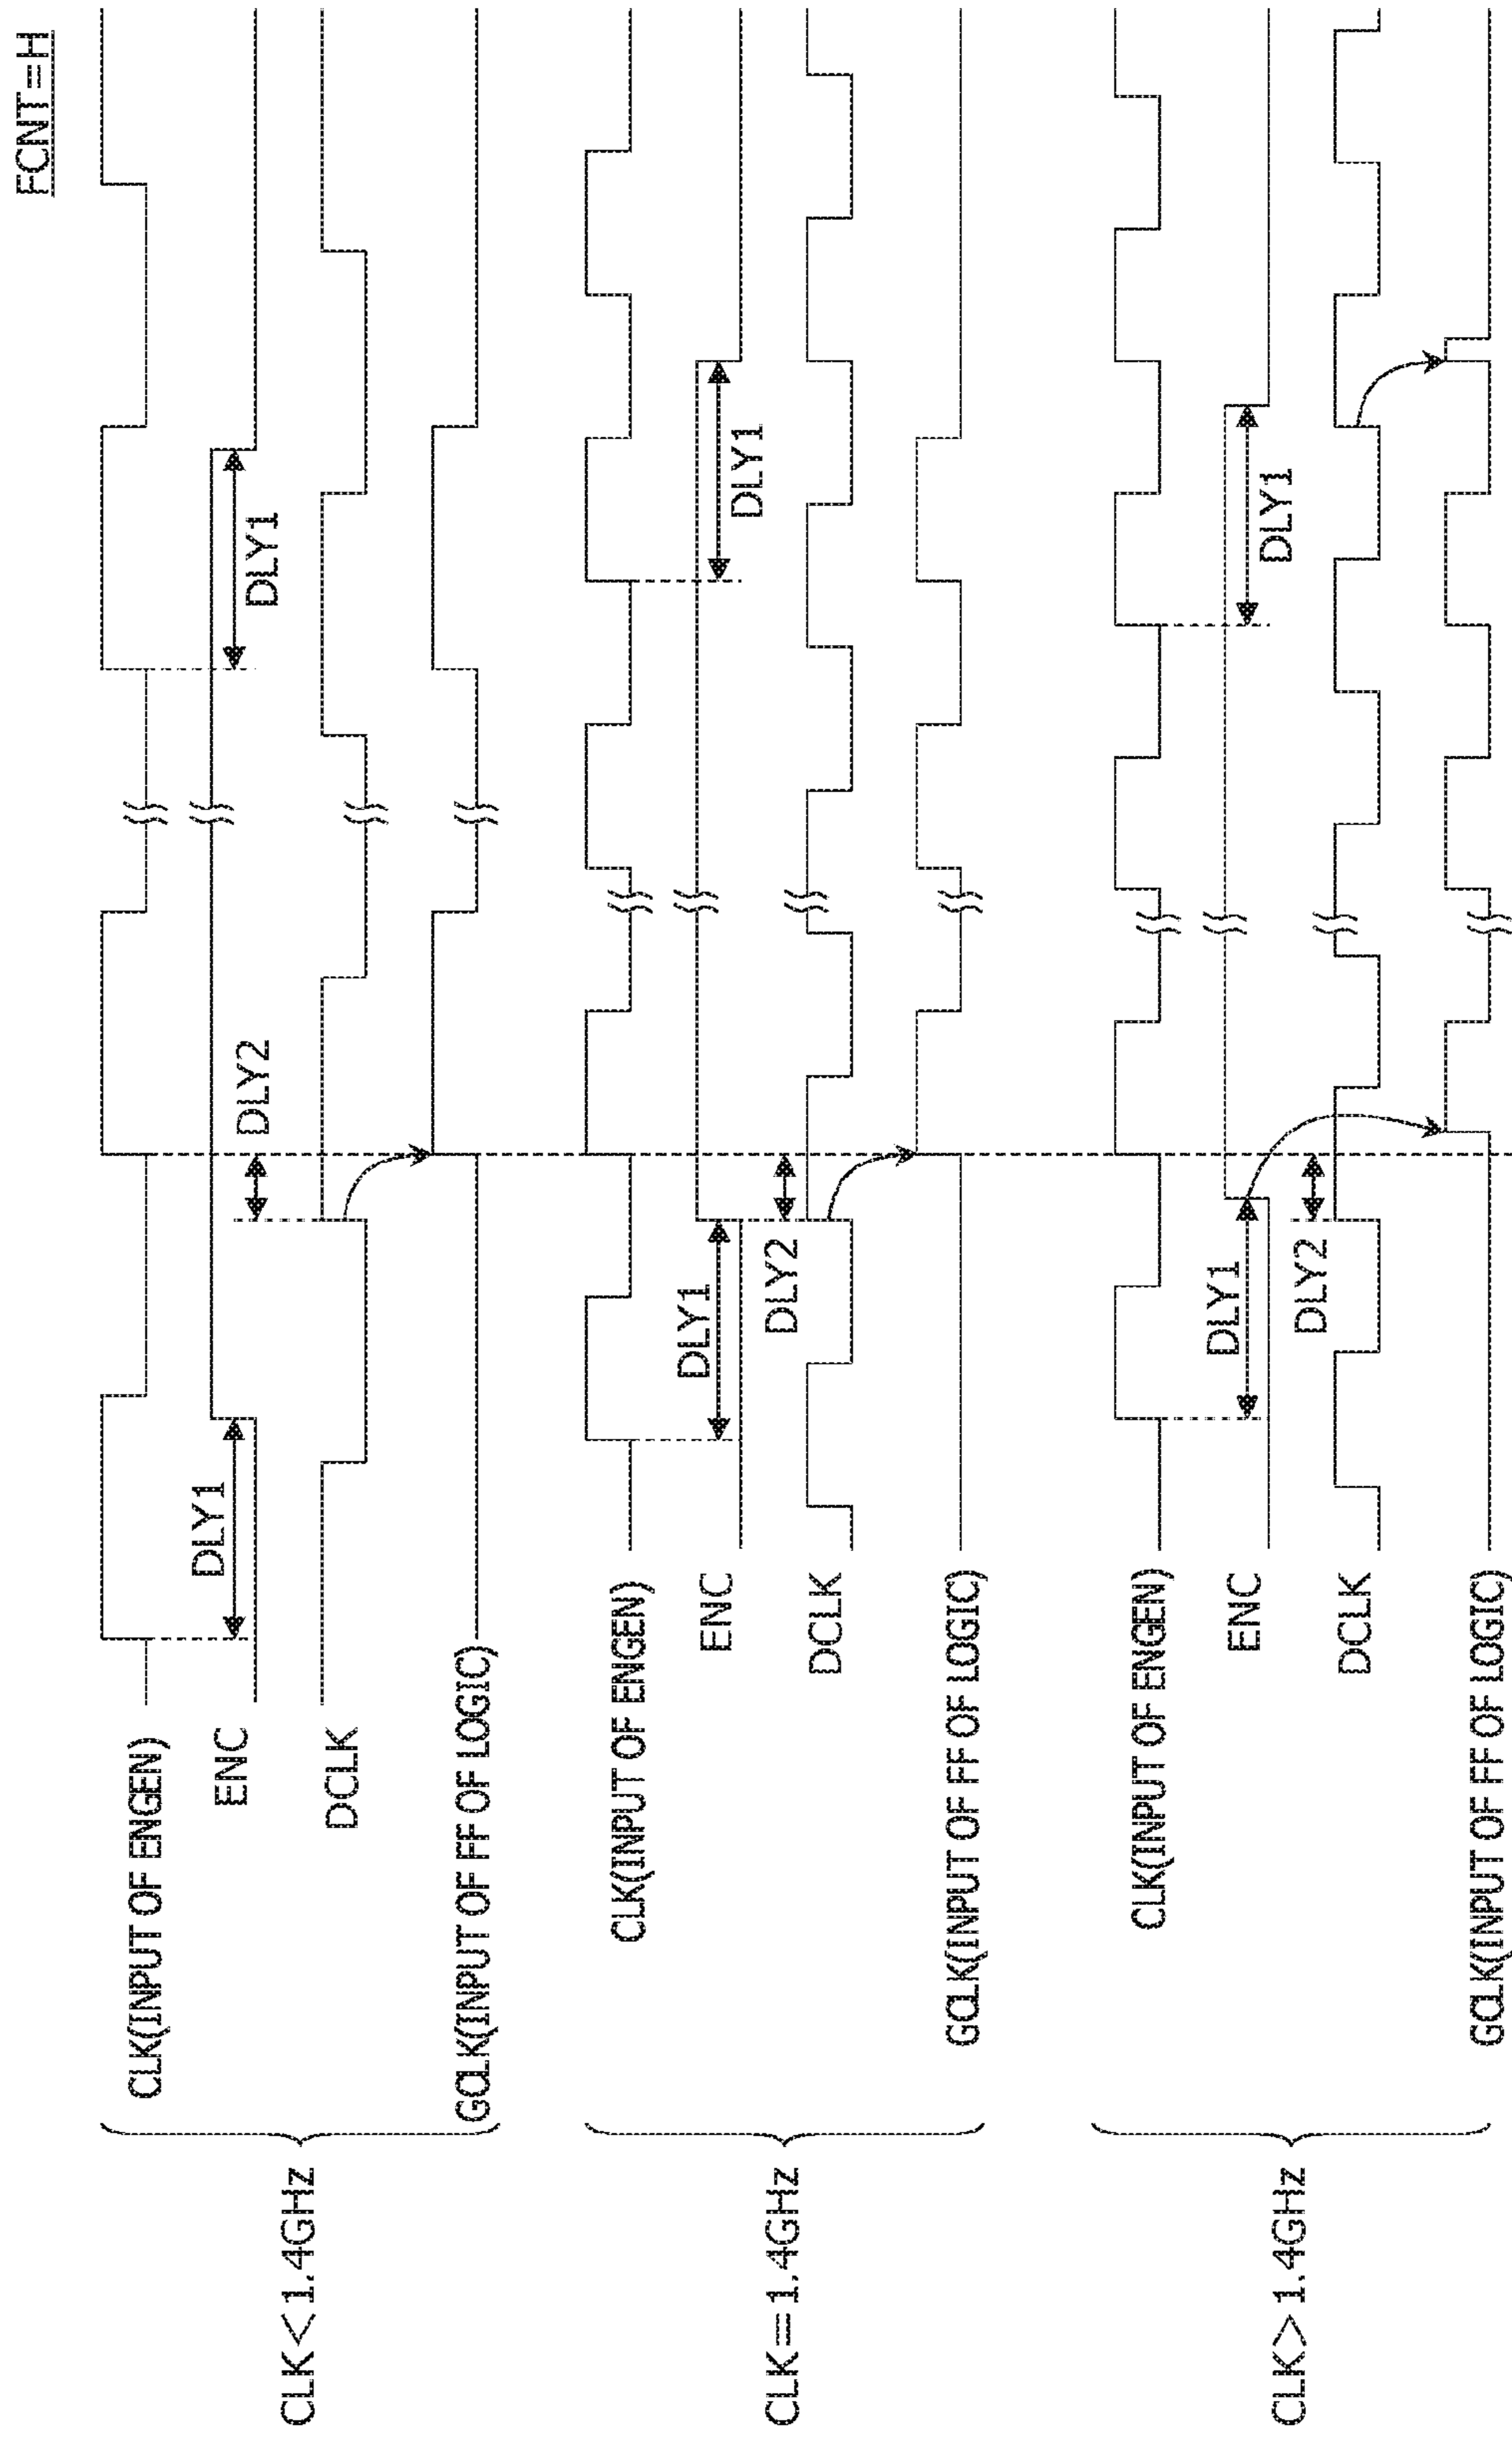 FCNT=H
CLK<1.4GHz
CLK(INPUT OF ENGEN)
ENC
DLY1
DLY1
DLY2
DCLK
GCLK(INPUT OF FF OF LOGIC)
CLK=1.4GHz
CLK(INPUT OF ENGEN)
ENC
DLY1
DLY1
DLY2
DCLK
GCLK(INPUT OF FF OF LOGIC)
CLK>1.4GHz
CLK(INPUT OF ENGEN)
ENC
DLY1
DLY1
DLY2
DCLK
GCLK(INPUT OF FF OF LOGIC)